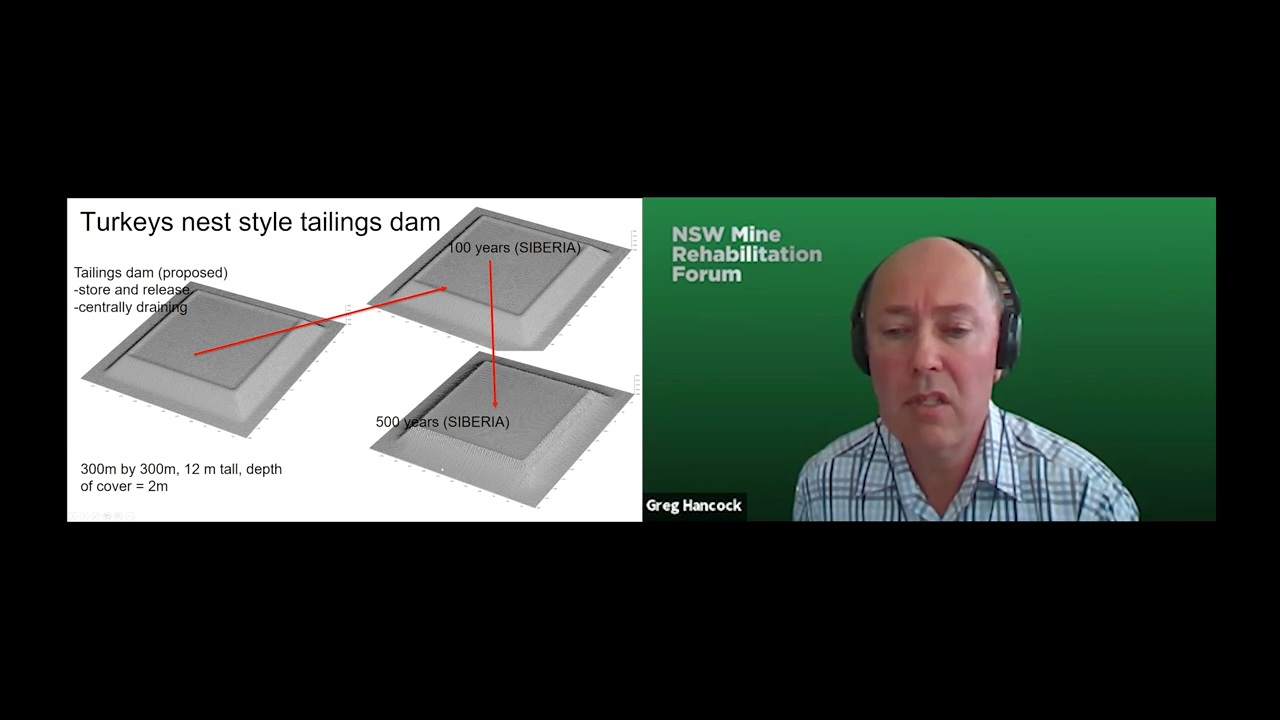 Turkeys nest style tailings dam
100 years (SIBERIA)
Tailings dam (proposed)
-store and release
-centrally draining
500 years (SIBERIA)
300m by 300m, 12 m tall, depth
of cover = 2m
NSW Mine
Rehabilitation
Forum
Greg Hancock